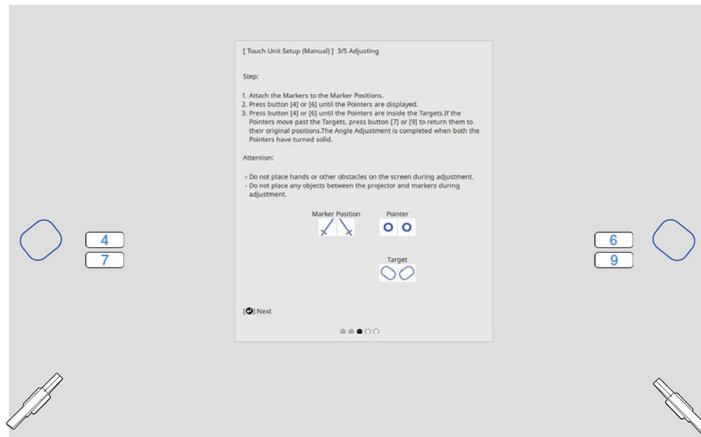 [ Touch Unit Setup (Manual) ] 3/5 Adjusting
Step:
1. Attach the Markers to the Marker Positions.
2. Press button [4] or [6] until the Pointers are displayed.
3. Press button [4] or [6] until the Pointers are inside the Targets.If the
Pointers move past the Targets, press button [7] or [9] to return them to
their original positions.The Angle Adjustment is completed when both the
Pointers have turned solid.
Attention:
- Do not place hands or other obstacles on the screen during adjustment.
- Do not place any objects between the projector and markers during
adjustment.
Marker Position Pointer
4 6
7 9
Target
[ ]:Next